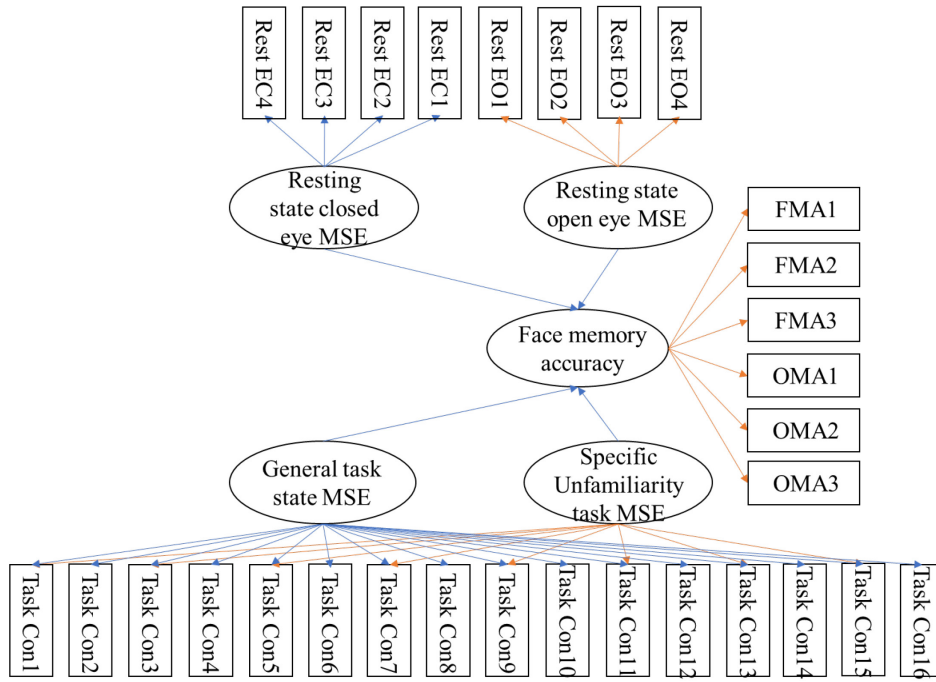 Rest EC4
Rest EC3
Rest EC2
Rest EC1
Rest EO1
Rest EO2
Rest EO3
Rest EO4
Resting
state closed
eye MSE
Resting state
open eye MSE
FMA1
FMA2
FMA3
OMA1
OMA2
OMA3
Face memory
accuracy
General task
state MSE
Specific
Unfamiliarity
task MSE
Task Con1
Task Con2
Task Con3
Task Con4
Task Con5
Task Con6
Task Con7
Task Con8
Task Con9
Task Con10
Task Con11
Task Con12
Task Con13
Task Con14
Task Con15
Task Con16